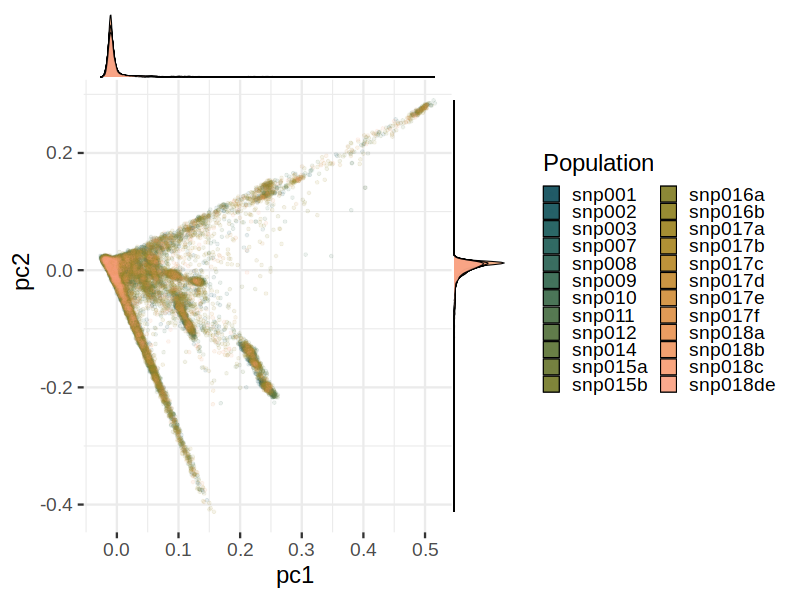 0.2
0.0
-0.2
-0.4
pc2
0.0 0.1 0.2 0.3 0.4 0.5
pc1
Population
snp001 snp016a
snp002 snp016b
snp003 snp017a
snp007 snp017b
snp008 snp017c
snp009 snp017d
snp010 snp017e
snp011 snp017f
snp012 snp018a
snp014 snp018b
snp015a snp018c
snp015b snp018de